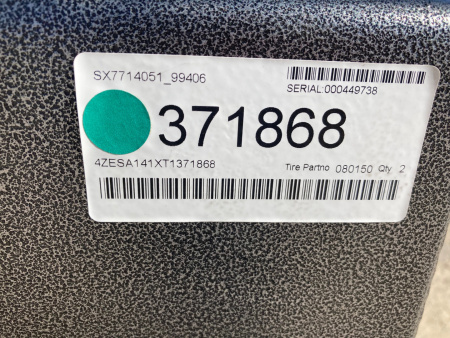 SX7714051_99406
SERIAL:000449738
371868
4ZESA141XT1371868
Tire Partno 080150 Qty 2